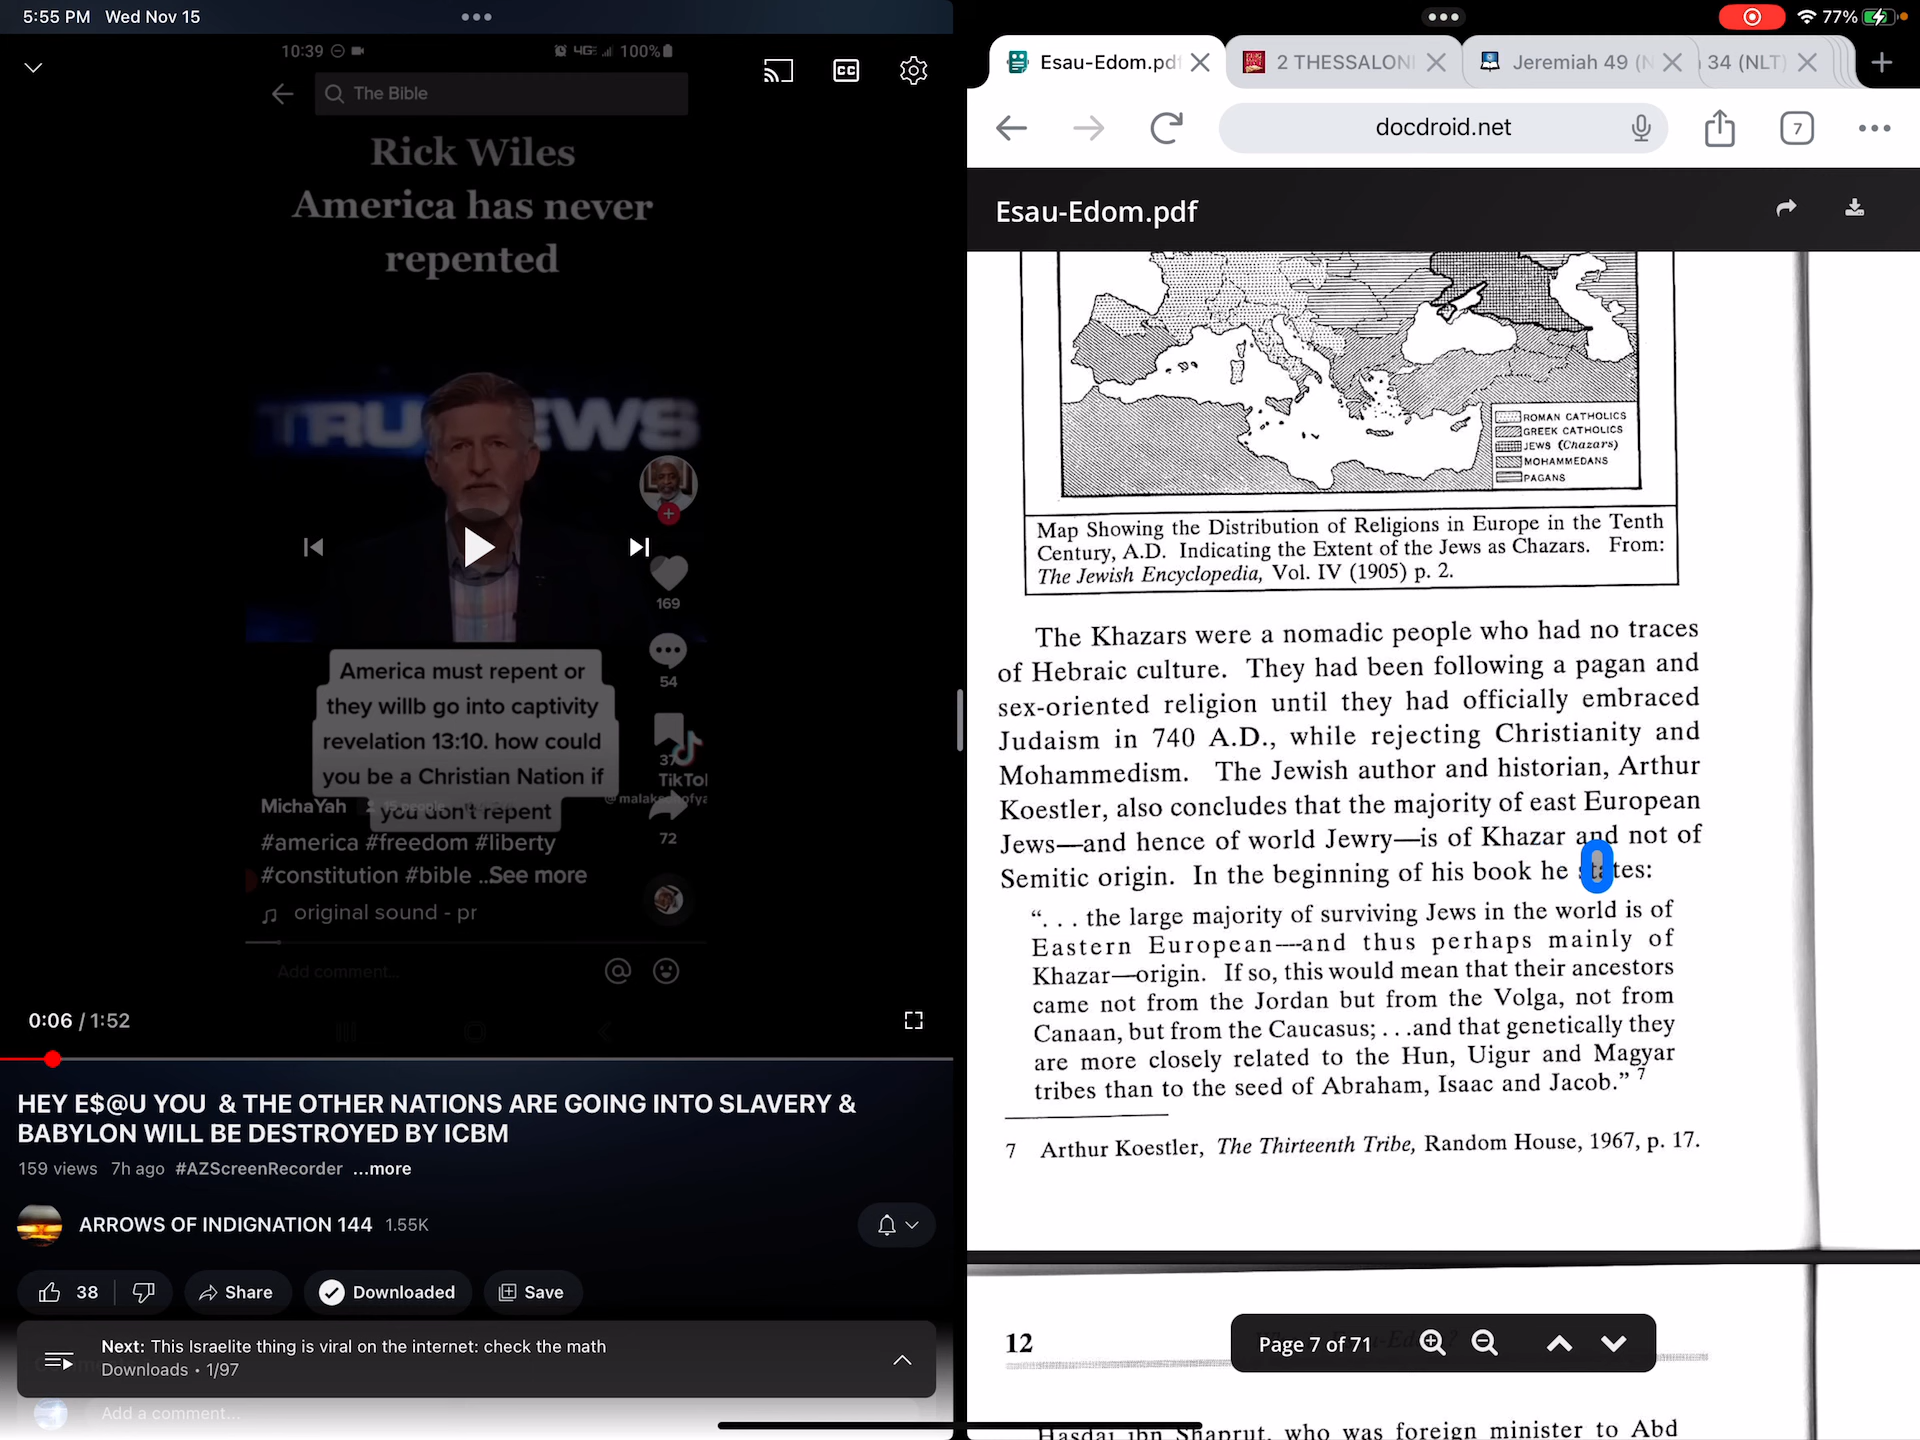 5:55 PM Wed Nov 15
10:39
4G 100%
The Bible
Rick Wiles
America has never
repented
TRUNEWS
169
54
37
TikTok
72
America must repent or
they willb go into captivity
revelation 13:10. how could
you be a Christian Nation if
you don't repent
MichaYah
#america #freedom #liberty
#constitution #bible ..See more
original sound - pr
Add comment...
0:06 / 1:52
HEY E$@U YOU & THE OTHER NATIONS ARE GOING INTO SLAVERY &
BABYLON WILL BE DESTROYED BY ICBM
159 views 7h ago #AZScreenRecorder ...more
ARROWS OF INDIGNATION 144 1.55K
38 Share Downloaded Save
Next: This Israelite thing is viral on the internet: check the math
Downloads • 1/97
Add a comment...
77%
Esau-Edom.pdf 2 THESSALONI Jeremiah 49 (N 34 (NLT)
docdroid.net
7
Esau-Edom.pdf
ROMAN CATHOLICS
GREEK CATHOLICS
JEWS (Chazars)
MOHAMMEDANS
PAGANS
Map Showing the Distribution of Religions in Europe in the Tenth
Century, A.D. Indicating the Extent of the Jews as Chazars. From:
The Jewish Encyclopedia, Vol. IV (1905) p. 2.
The Khazars were a nomadic people who had no traces
of Hebraic culture. They had been following a pagan and
sex-oriented religion until they had officially embraced
Judaism in 740 A.D., while rejecting Christianity and
Mohammedism. The Jewish author and historian, Arthur
Koestler, also concludes that the majority of east European
Jews—and hence of world Jewry—is of Khazar and not of
Semitic origin. In the beginning of his book he states:
“. . . the large majority of surviving Jews in the world is of
Eastern European—and thus perhaps mainly of
Khazar—origin. If so, this would mean that their ancestors
came not from the Jordan but from the Volga, not from
Canaan, but from the Caucasus; . . .and that genetically they
are more closely related to the Hun, Uigur and Magyar
tribes than to the seed of Abraham, Isaac and Jacob.” 7
7 Arthur Koestler, The Thirteenth Tribe, Random House, 1967, p. 17.
12
Page 7 of 71
Hasdai ibn Shaprut, who was foreign minister to Abd